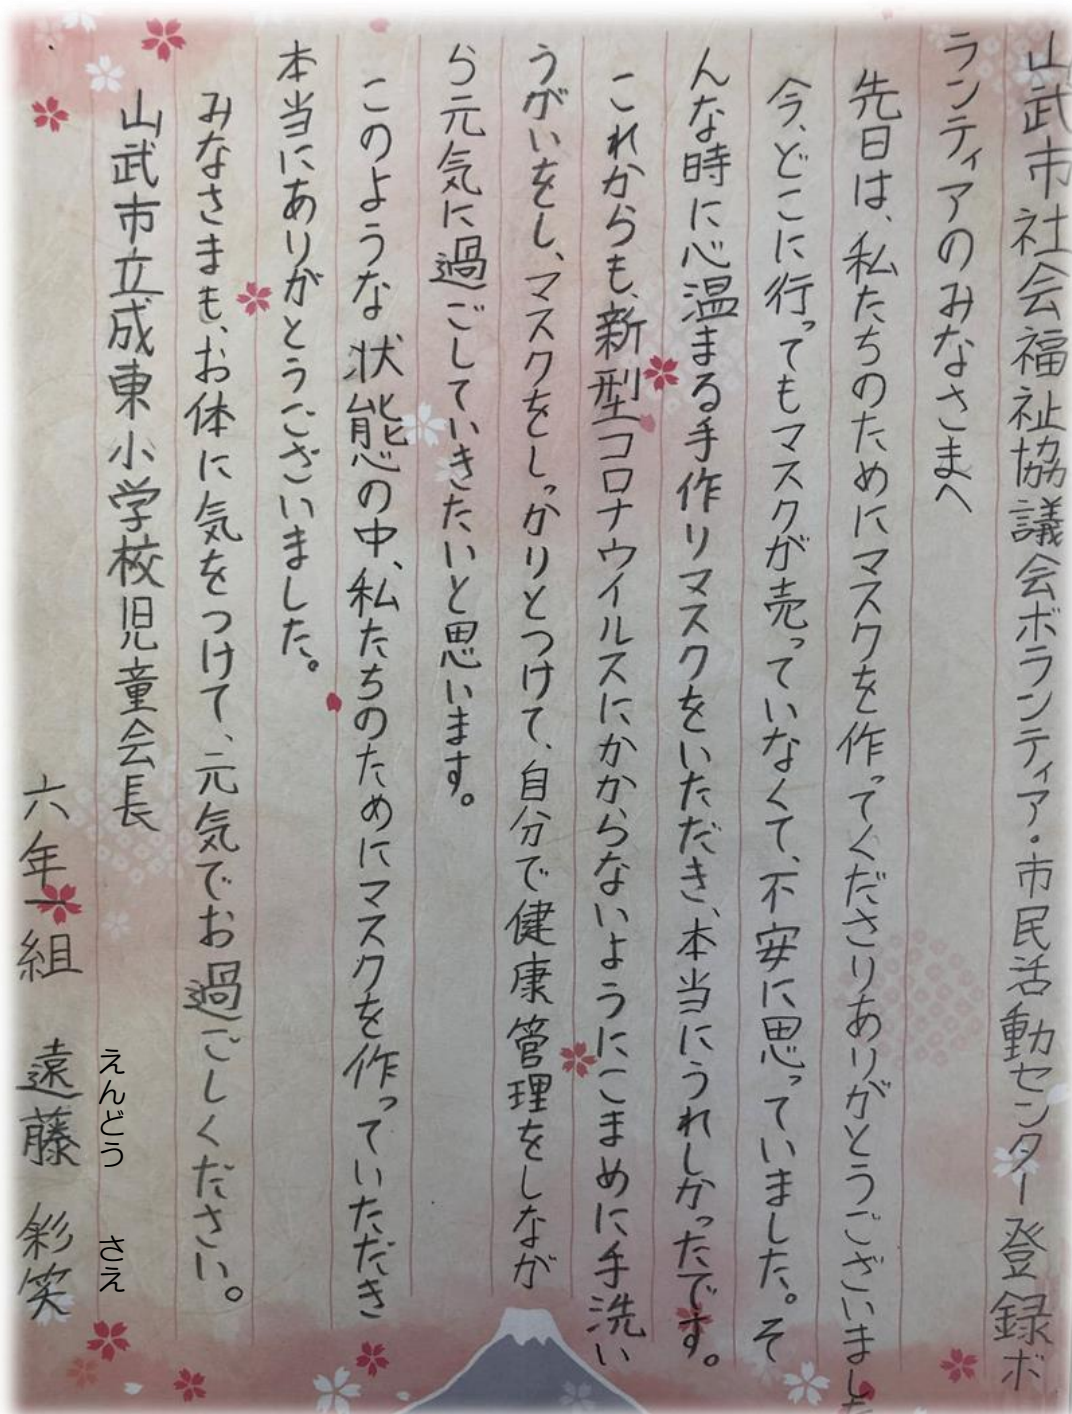 山武市社会福祉協議会ボランティア・市民活動センター登録ボ
ランティアのみなさまへ
先日は、私たちのためにマスクを作ってくださりありがとうございました
今、どこに行ってもマスクが売っていなくて、不安に思っていました。そ
んな時に心温まる手作りマスクをいただき、本当にうれしかったです。
これからも、新型コロナウイルスにかからないようにこまめに手洗い
うがいをし、マスクをしっかりとつけて、自分で健康管理をしなが
ら元気に過ごしていきたいと思います。
このような状態の中、私たちのためにマスクを作っていただき
本当にありがとうございました。
みなさまも、お体に気をつけて、元気でお過ごしください。
山武市立成東小学校児童会長
えんどう さえ
六年一組 遠藤 彩笑